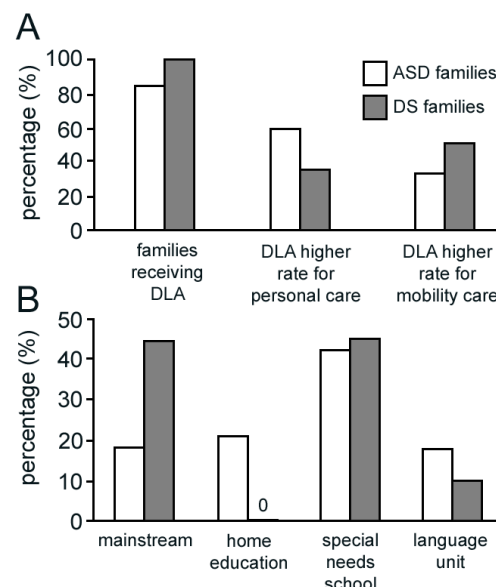 A
percentage (%)
100
80
60
40
20
0
ASD families
DS families
families
receiving
DLA
DLA higher
rate for
personal care
DLA higher
rate for
mobility care
B
percentage (%)
50
40
30
20
10
0
0
mainstream
home
education
special
needs
school
language
unit